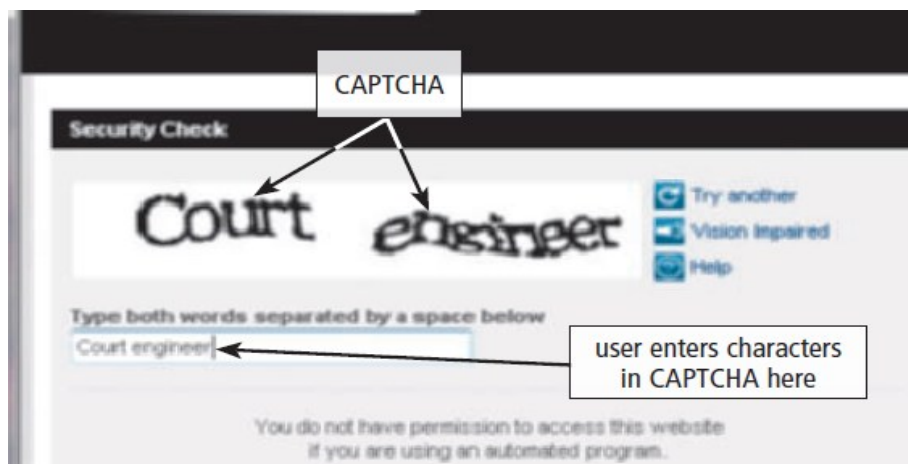 CAPTCHA
Security Check
Court engineer
Try another
Vision Impaired
Help
Type both words separated by a space below
Court engineer
user enters characters
in CAPTCHA here
You do not have permission to access this website
if you are using an automated program.